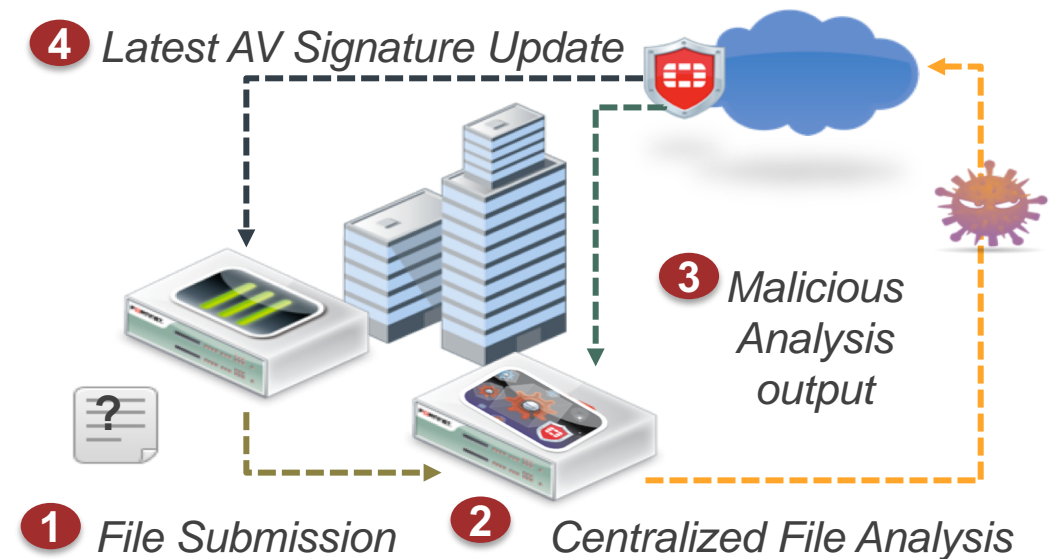 4 Latest AV Signature Update
3 Malicious
Analysis
output
?
1 File Submission
2 Centralized File Analysis